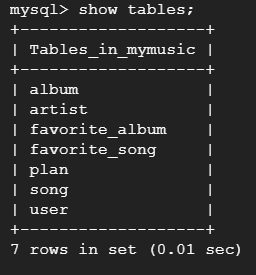 mysql> show tables;
+-------------------+
| Tables_in_mymusic |
+-------------------+
| album             |
| artist            |
| favorite_album    |
| favorite_song     |
| plan              |
| song              |
| user              |
+-------------------+
7 rows in set (0.01 sec)